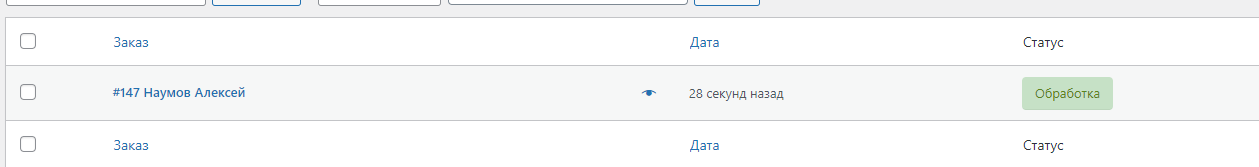 Заказ Дата Статус
#147 Наумов Алексей 28 секунд назад Обработка
Заказ Дата Статус